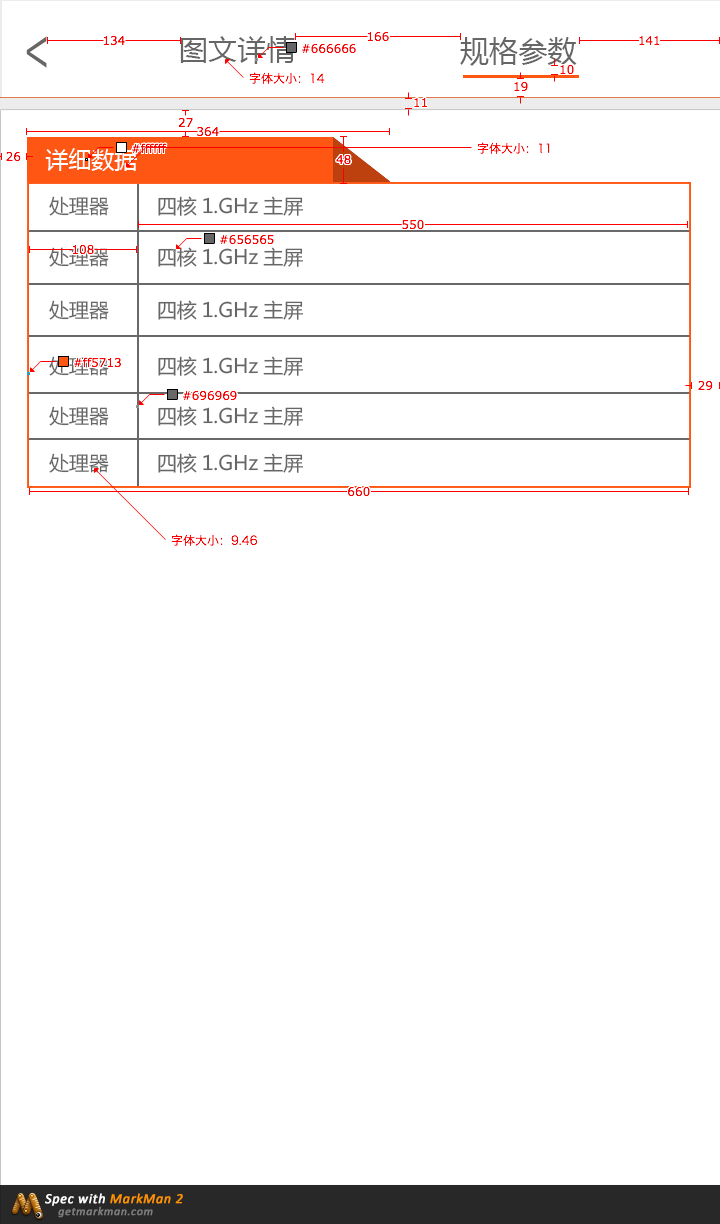 134
图文详情
#666666
166
规格参数
141
10
字体大小：14
19
11
27
364
26
详细数据
#ffffff
48
字体大小：11
处理器 四核 1.GHz 主屏
550
108
#656565
处理器 四核 1.GHz 主屏
处理器 四核 1.GHz 主屏
#ff5713
处理器 四核 1.GHz 主屏
29
#696969
处理器 四核 1.GHz 主屏
处理器 四核 1.GHz 主屏
660
字体大小：9.46
Spec with MarkMan 2
getmarkman.com